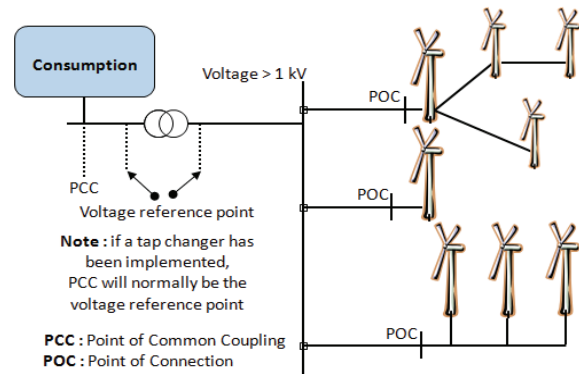 Consumption
Voltage > 1 kV
POC
PCC
Voltage reference point
POC
Note : if a tap changer has
been implemented,
PCC will normally be the
voltage reference point
PCC : Point of Common Coupling
POC : Point of Connection
POC